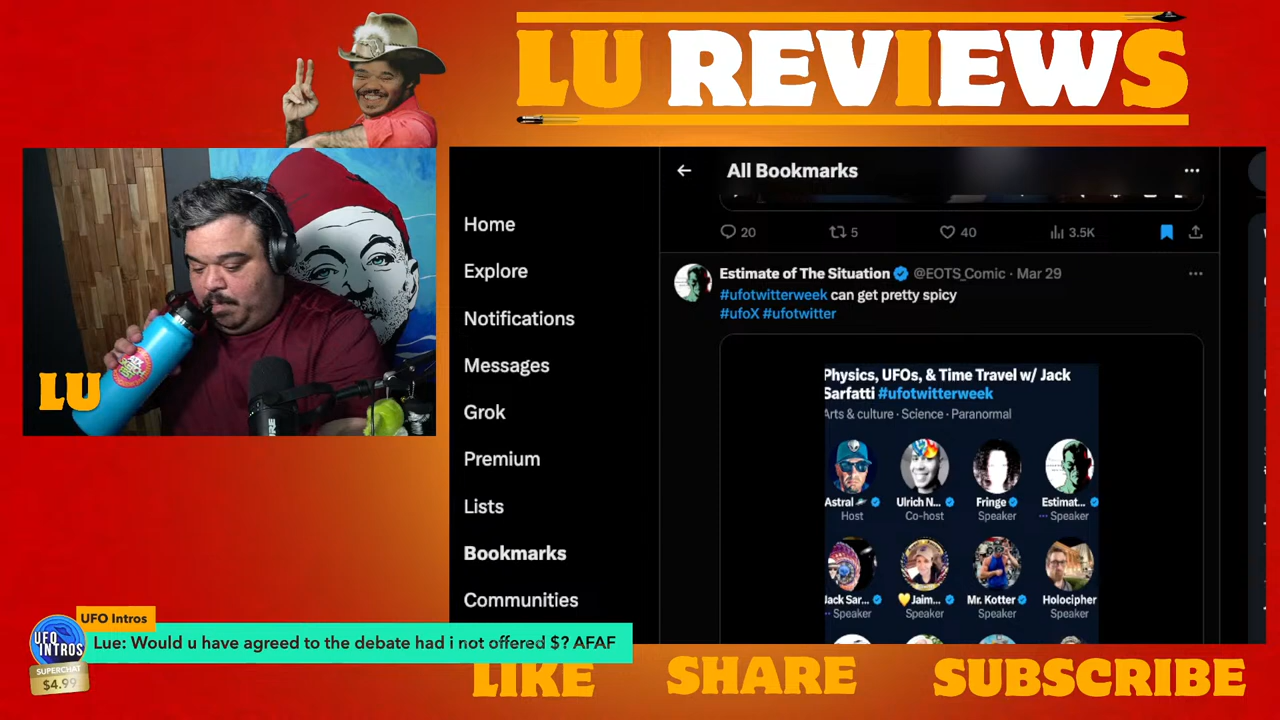 LU REVIEWS
LU
Home
Explore
Notifications
Messages
Grok
Premium
Lists
Bookmarks
Communities
All Bookmarks
20 5 40 3.5K
Estimate of The Situation @EOTS_Comic · Mar 29
#ufotwitterweek can get pretty spicy
#ufoX #ufotwitter
Physics, UFOs, & Time Travel w/ Jack
Sarfatti #ufotwitterweek
Arts & culture · Science · Paranormal
Astral Ulrich N... Fringe Estimat...
Host Co-host Speaker Speaker
Jack Sar... Jaim... Mr. Kotter Holocipher
Speaker Speaker Speaker Speaker
UFO Intros
UFO
INTROS
SUPERCHAT
$4.99
Lue: Would u have agreed to the debate had i not offered $? AFAF
LIKE SHARE SUBSCRIBE